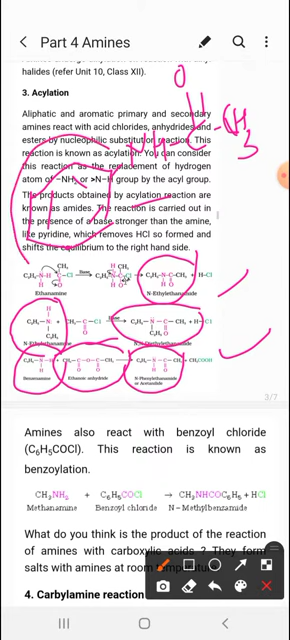 Part 4 Amines
halides (refer Unit 10, Class XII).
3. Acylation
Aliphatic and aromatic primary and secondary
amines react with acid chlorides, anhydrides and
esters by nucleophilic substitution reaction. This
reaction is known as acylation. You can consider
this reaction as the replacement of hydrogen
atom of –NH₂ or >N–H group by the acyl group.
The products obtained by acylation reaction are
known as amides. The reaction is carried out in
the presence of a base stronger than the amine,
like pyridine, which removes HCl so formed and
shifts the equilibrium to the right hand side.
O
NH-C-CH3
Ethanamine
N-Ethylethanamide
N-Ethylethanamine
N,N-Diethylethanamide
Benzenamine
Ethanoic anhydride
N-Phenylethanamide
or Acetanilide
3/7
Amines also react with benzoyl chloride
(C₆H₅COCl). This reaction is known as
benzoylation.
CH₃NH₂ + C₆H₅COCl → CH₃NHCOC₆H₅ + HCl
Methanamine Benzoyl chloride N–Methylbenzamide
What do you think is the product of the reaction
of amines with carboxylic acids ? They form
salts with amines at room
4. Carbylamine reaction